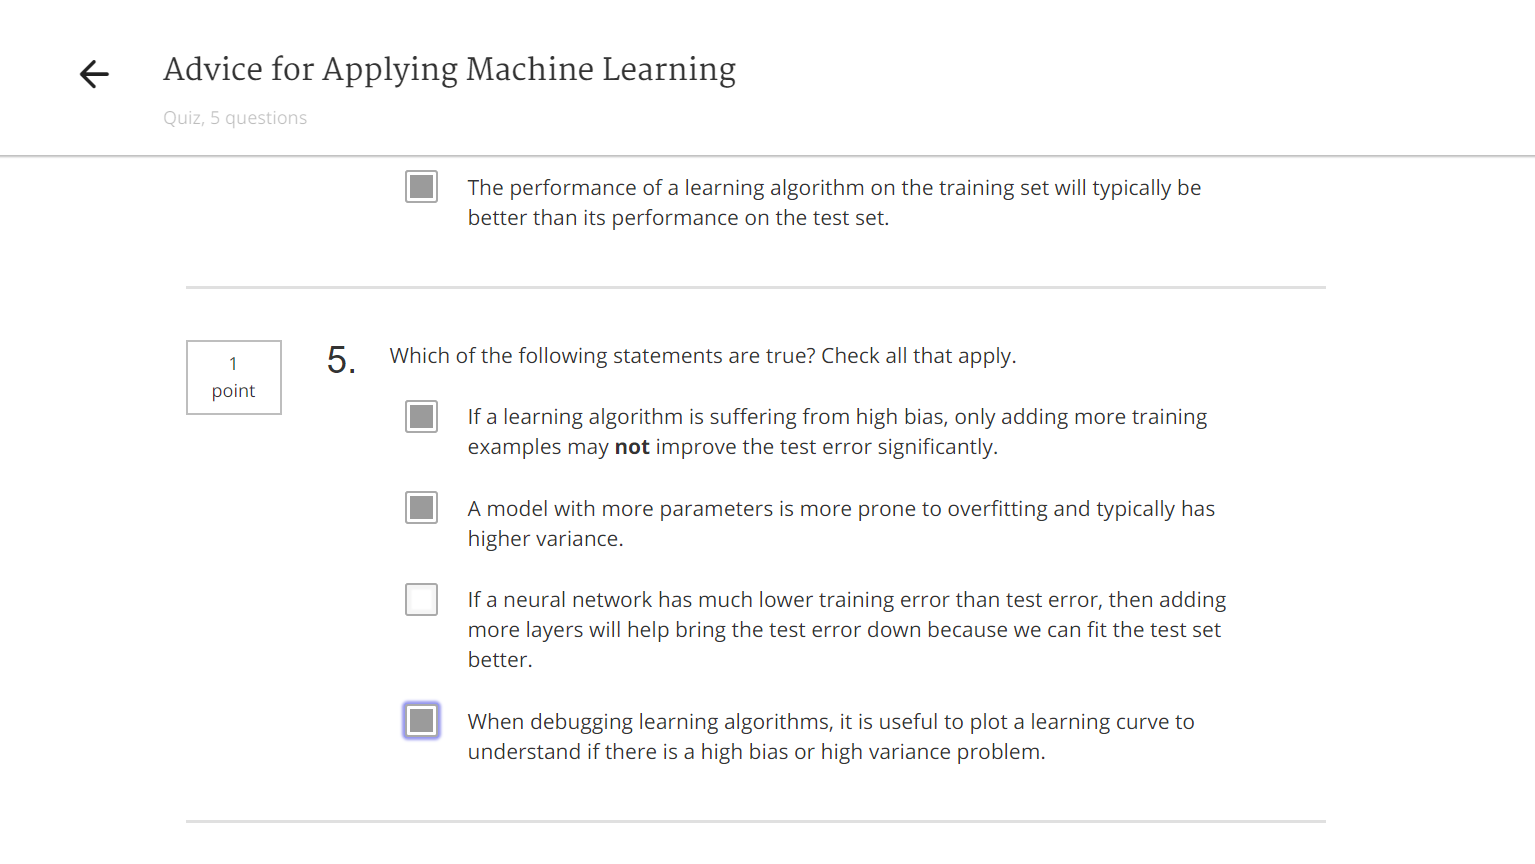 Advice for Applying Machine Learning
Quiz, 5 questions
The performance of a learning algorithm on the training set will typically be
better than its performance on the test set.
1
point
5.
Which of the following statements are true? Check all that apply.
If a learning algorithm is suffering from high bias, only adding more training
examples may not improve the test error significantly.
A model with more parameters is more prone to overfitting and typically has
higher variance.
If a neural network has much lower training error than test error, then adding
more layers will help bring the test error down because we can fit the test set
better.
When debugging learning algorithms, it is useful to plot a learning curve to
understand if there is a high bias or high variance problem.